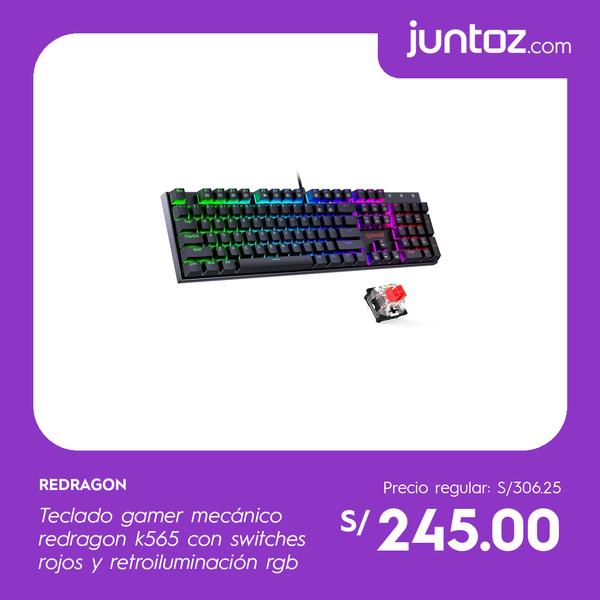 juntoz.com
REDRAGON
Teclado gamer mecánico
redragon k565 con switches
rojos y retroiluminación rgb
Precio regular: S/306.25
S/ 245.00